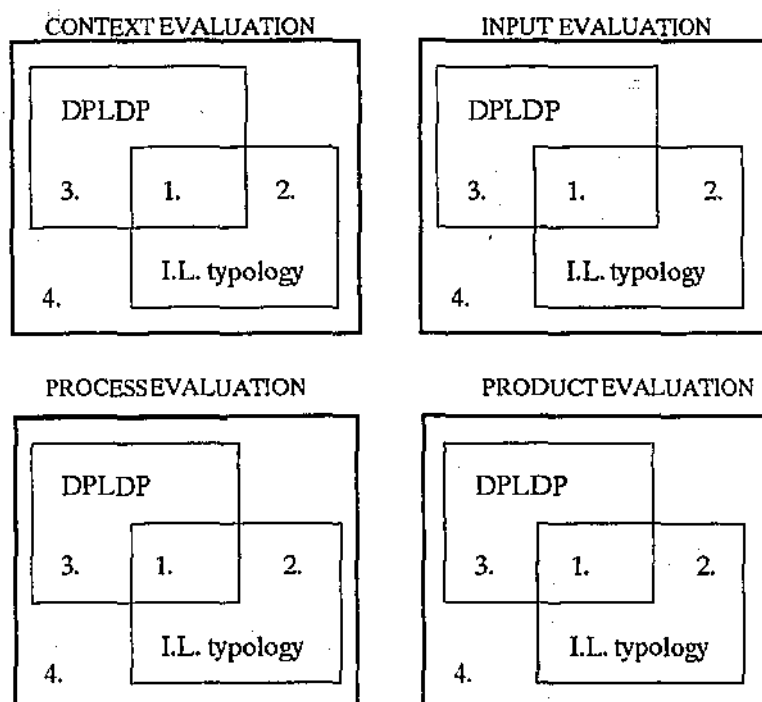 CONTEXT EVALUATION
DPLDP
3. 1. 2.
I.L. typology
4.
INPUT EVALUATION
DPLDP
3. 1. 2.
I.L. typology
4.
PROCESS EVALUATION
DPLDP
3. 1. 2.
I.L. typology
4.
PRODUCT EVALUATION
DPLDP
3. 1. 2.
I.L. typology
4.